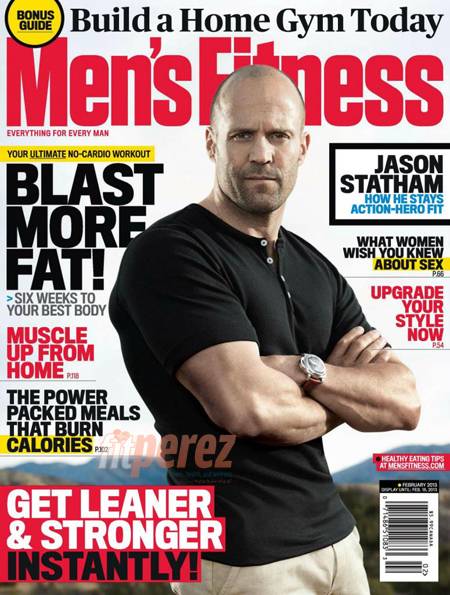 BONUS
GUIDE
Build a Home Gym Today
Men'sFitness
EVERYTHING FOR EVERY MAN
YOUR ULTIMATE NO-CARDIO WORKOUT
BLAST
MORE
FAT!
> SIX WEEKS TO
YOUR BEST BODY
MUSCLE
UP FROM
HOME P.118
THE POWER
PACKED MEALS
THAT BURN
CALORIES P.102
GET LEANER
& STRONGER
INSTANTLY!
JASON
STATHAM
HOW HE STAYS
ACTION-HERO FIT
WHAT WOMEN
WISH YOU KNEW
ABOUT SEX
P.66
UPGRADE
YOUR
STYLE
NOW
P.54
fitperez
HEALTHY EATING TIPS
AT MENSFITNESS.COM
FEBRUARY 2013
DISPLAY UNTIL FEB. 18, 2013